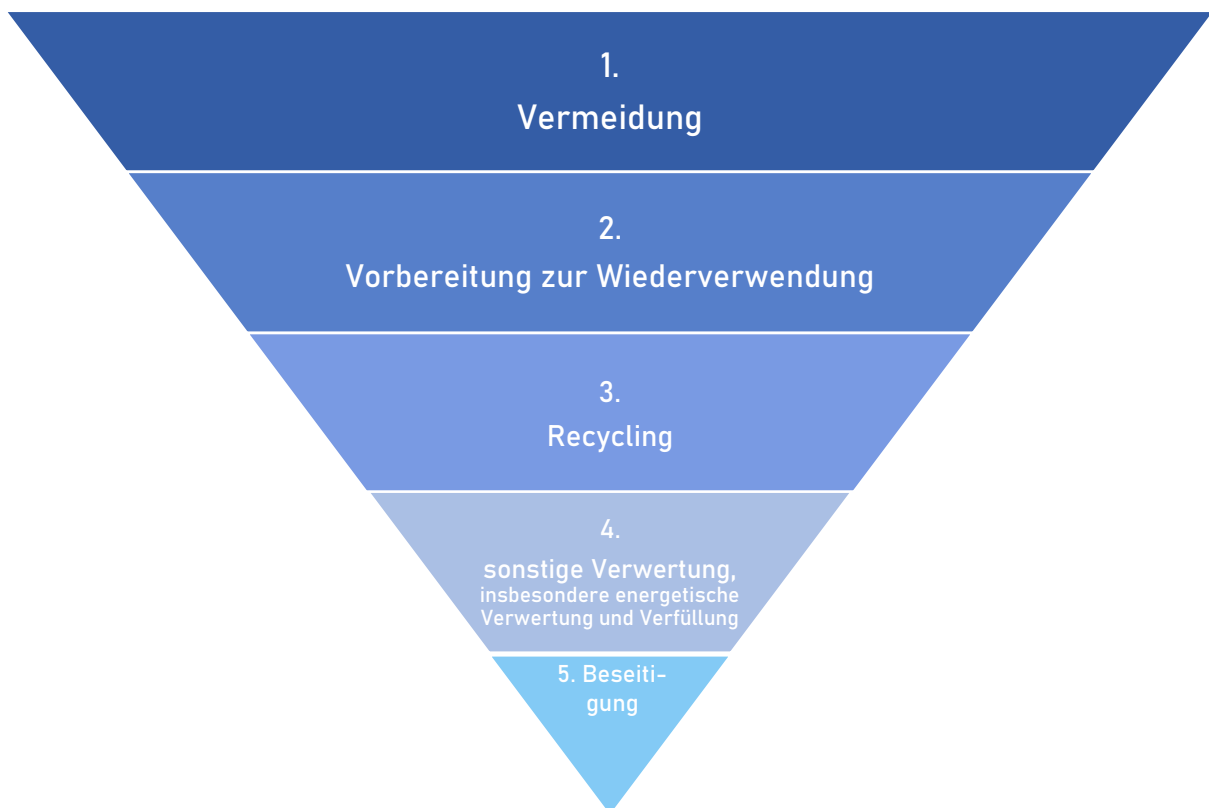 1.
Vermeidung
2.
Vorbereitung zur Wiederverwendung
3.
Recycling
4.
sonstige Verwertung,
insbesondere energetische
Verwertung und Verfüllung
5. Beseiti-
gung